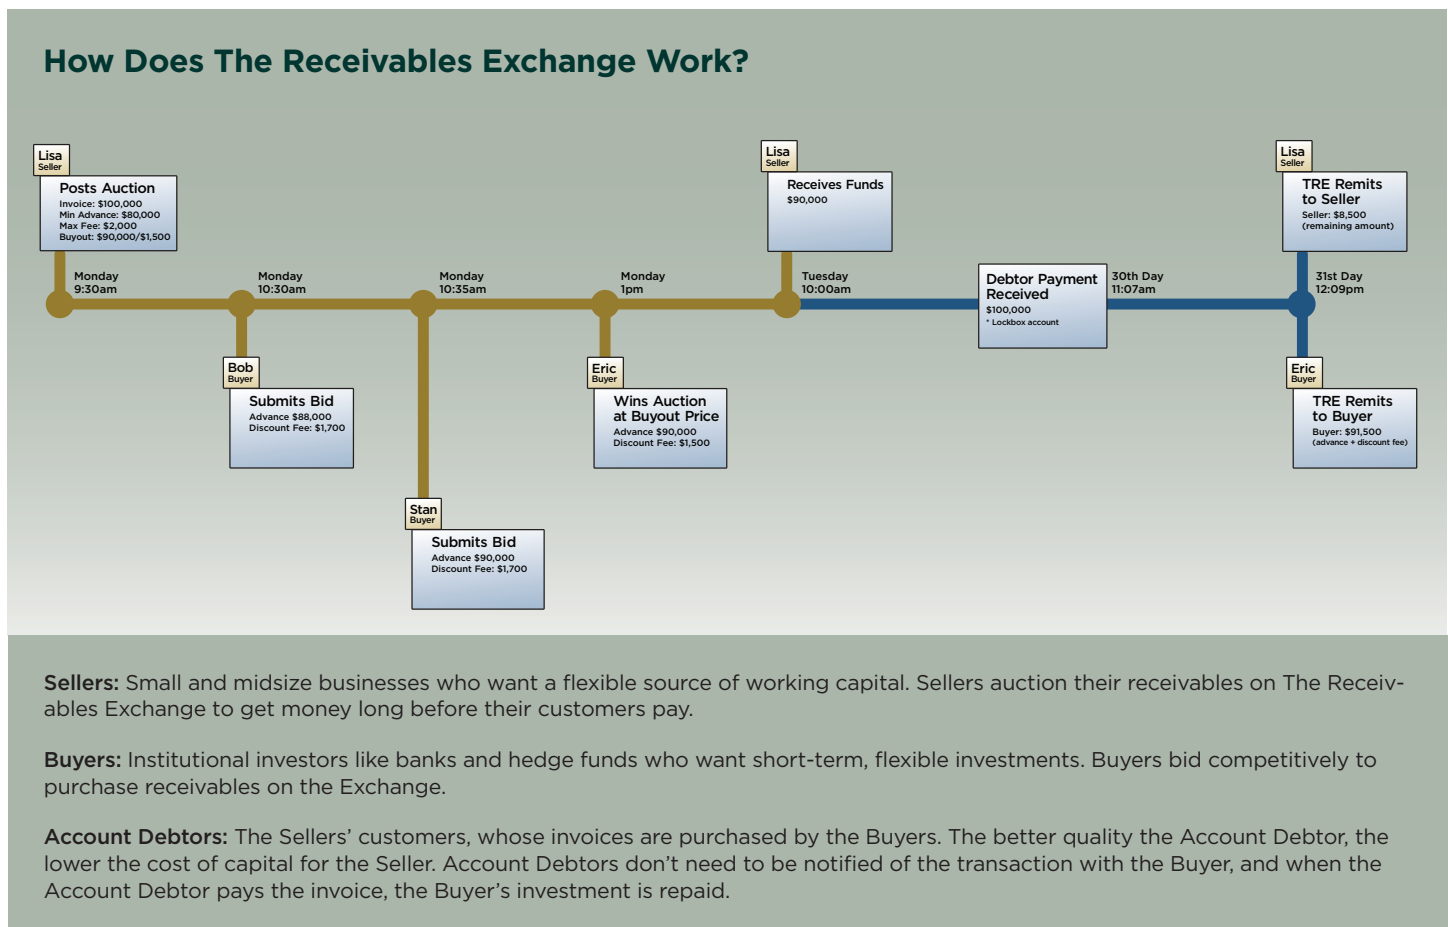 How Does The Receivables Exchange Work?
Lisa
Seller
Posts Auction
Invoice: $100,000
Min Advance: $80,000
Max Fee: $2,000
Buyout: $90,000/$1,500
Monday
9:30am
Monday
10:30am
Bob
Buyer
Submits Bid
Advance $88,000
Discount Fee: $1,700
Monday
10:35am
Stan
Buyer
Submits Bid
Advance $90,000
Discount Fee: $1,700
Monday
1pm
Eric
Buyer
Wins Auction
at Buyout Price
Advance $90,000
Discount Fee: $1,500
Lisa
Seller
Receives Funds
$90,000
Tuesday
10:00am
Debtor Payment
Received
$100,000
* Lockbox account
30th Day
11:07am
Lisa
Seller
TRE Remits
to Seller
Seller: $8,500
(remaining amount)
31st Day
12:09pm
Eric
Buyer
TRE Remits
to Buyer
Buyer: $91,500
(advance + discount fee)
Sellers: Small and midsize businesses who want a flexible source of working capital. Sellers auction their receivables on The Receiv-
ables Exchange to get money long before their customers pay.
Buyers: Institutional investors like banks and hedge funds who want short-term, flexible investments. Buyers bid competitively to
purchase receivables on the Exchange.
Account Debtors: The Sellers’ customers, whose invoices are purchased by the Buyers. The better quality the Account Debtor, the
lower the cost of capital for the Seller. Account Debtors don’t need to be notified of the transaction with the Buyer, and when the
Account Debtor pays the invoice, the Buyer’s investment is repaid.